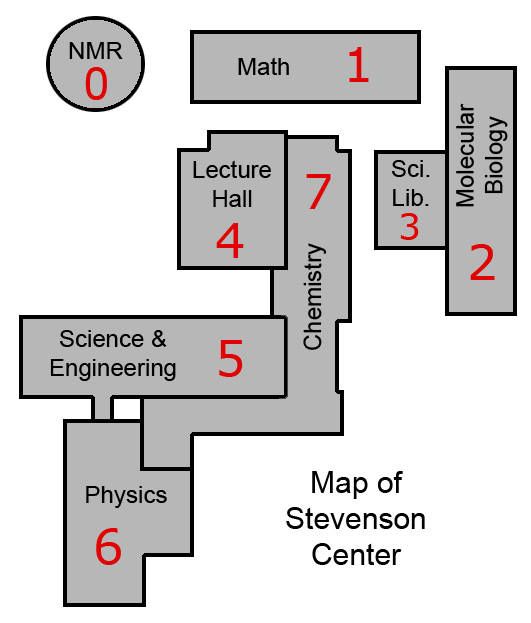 NMR
0
Math 1
Molecular
Biology
2
Sci.
Lib.
3
Lecture
Hall
4
7
Chemistry
Science &
Engineering
5
Physics
6
Map of
Stevenson
Center